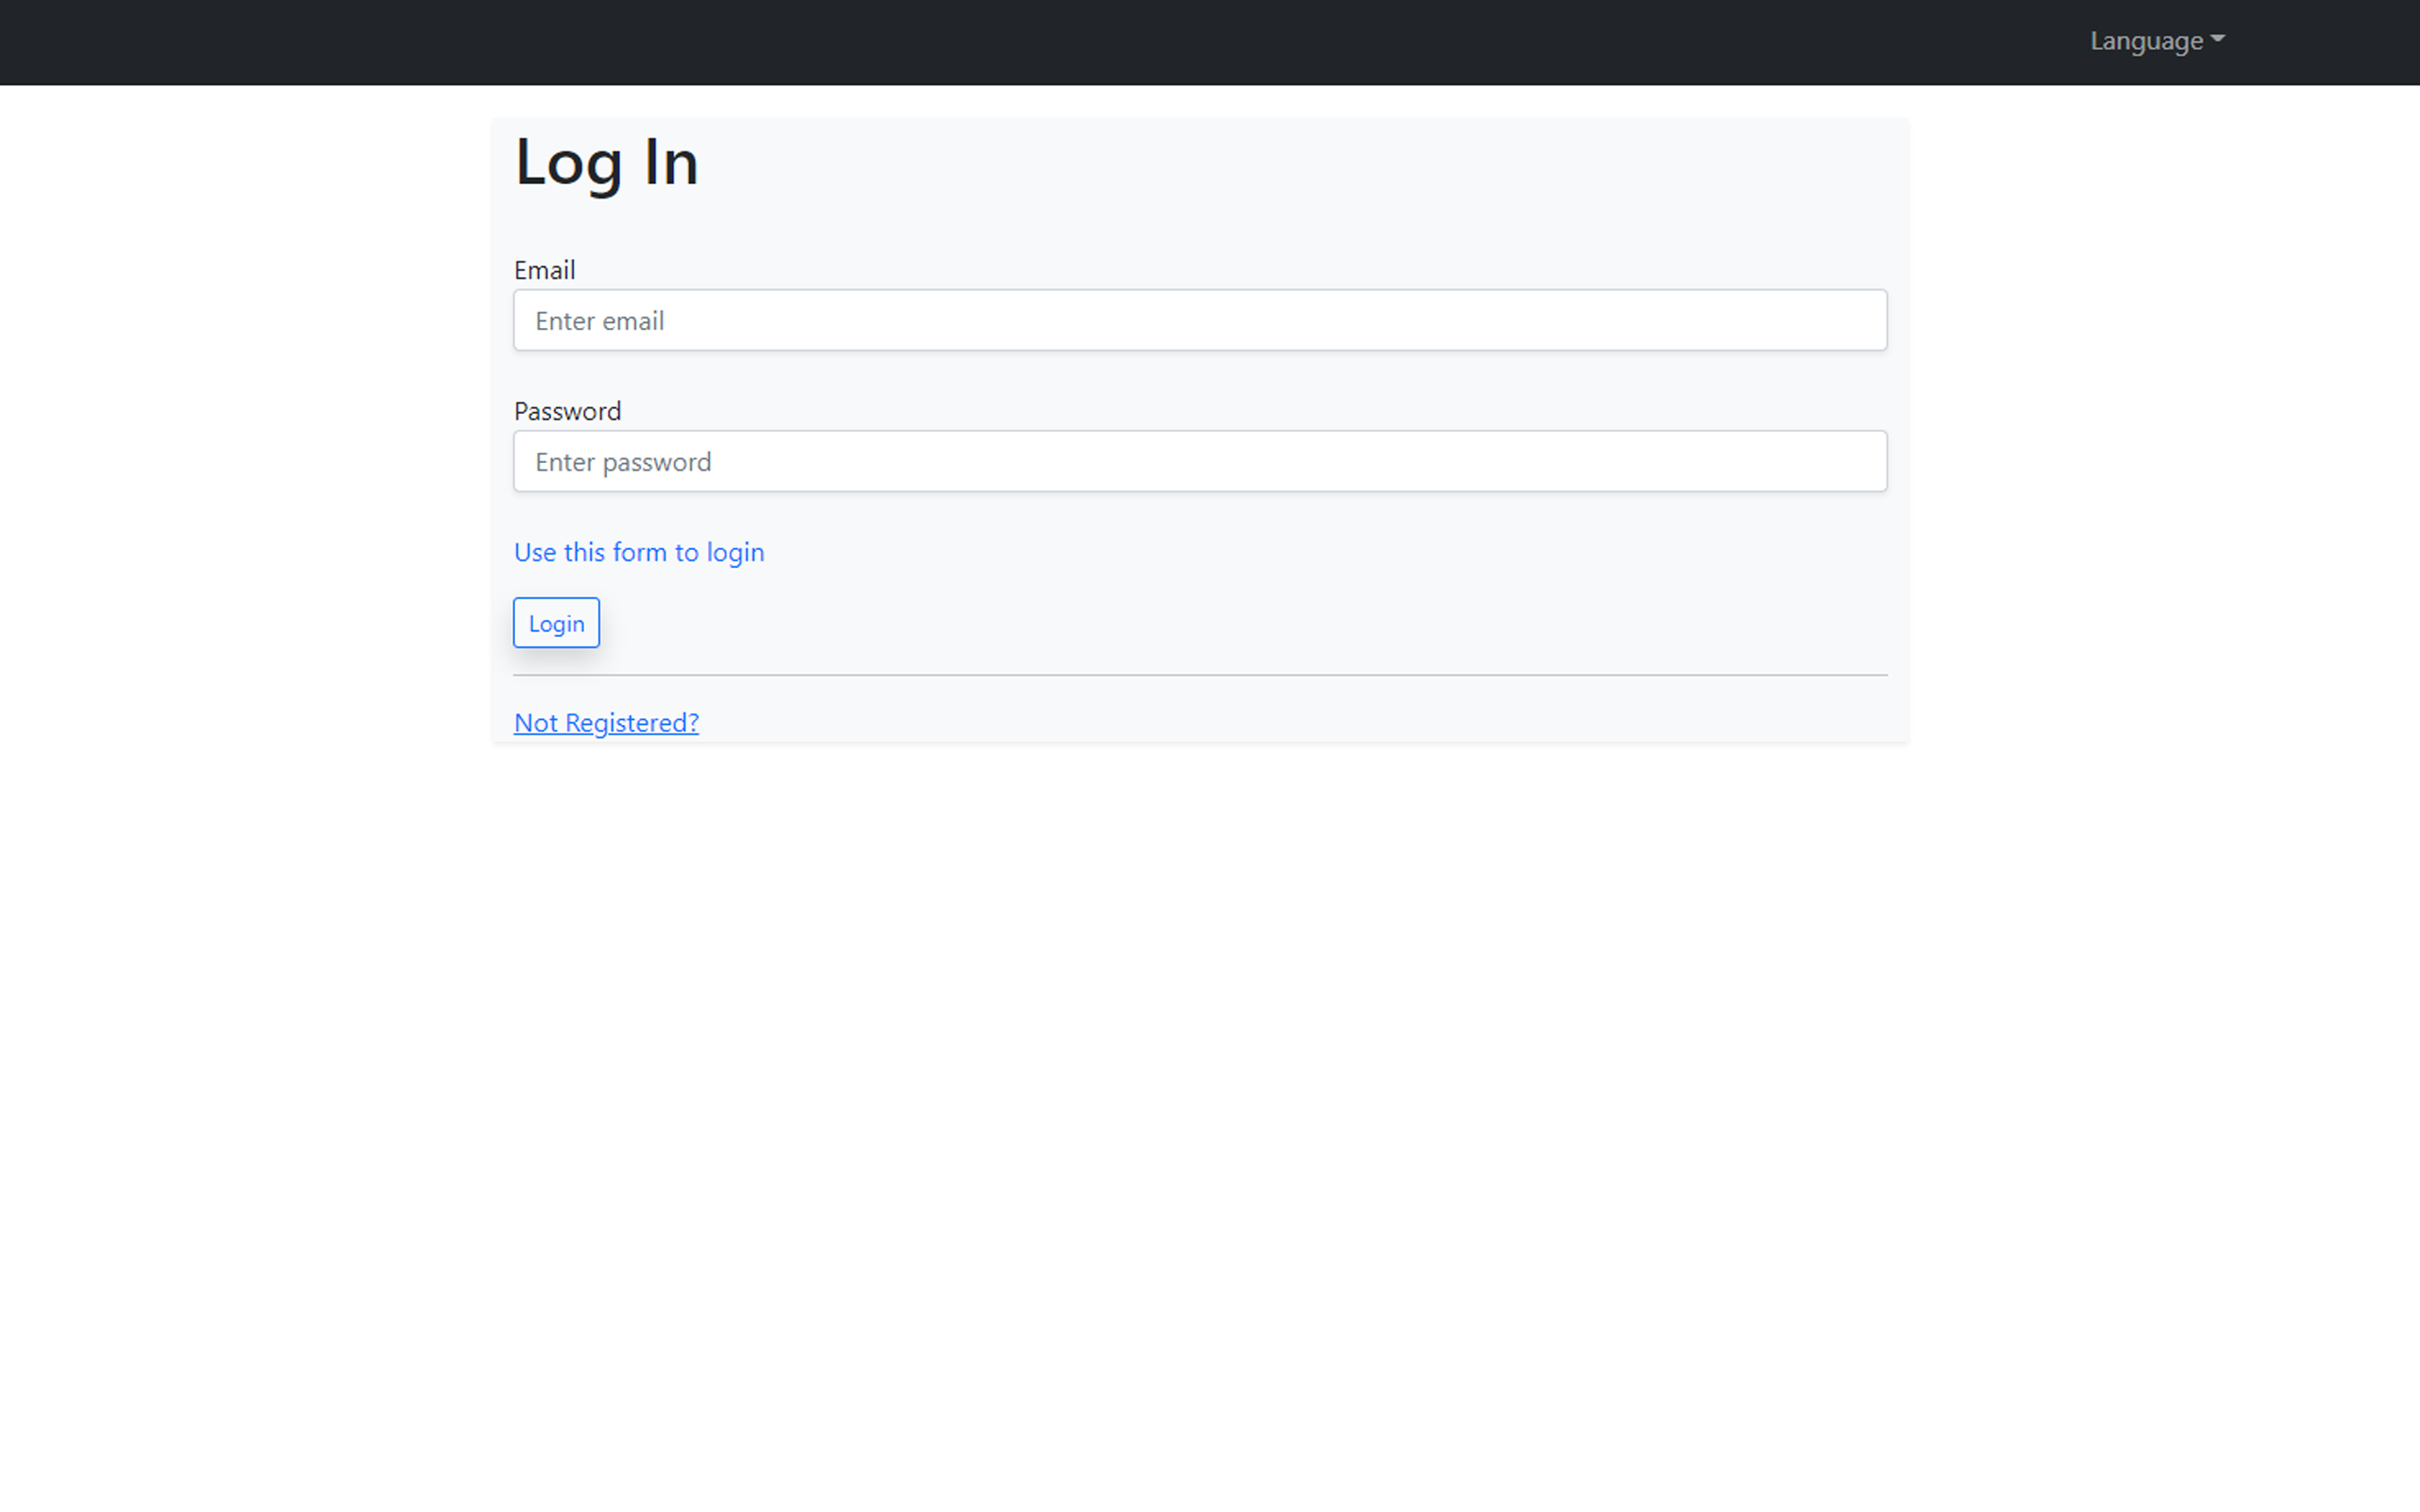 Language
Log In
Email
Enter email
Password
Enter password
Use this form to login
Login
Not Registered?